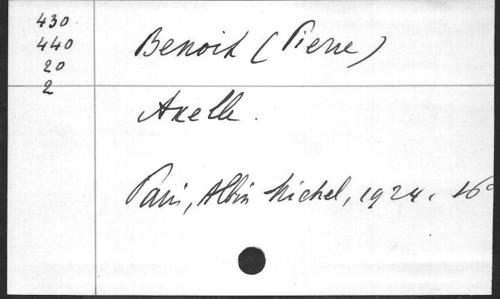 430
440
20
2
Benoit (Pierre)
Axelle.
Paris, Albin Michel, 1924. 16°